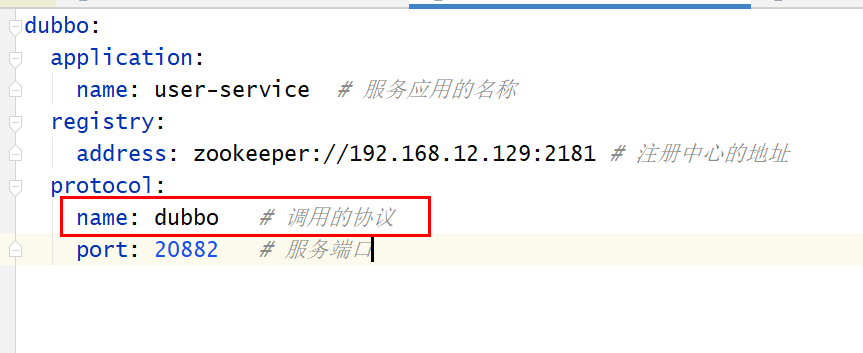 dubbo:
application:
name: user-service # 服务应用的名称
registry:
address: zookeeper://192.168.12.129:2181 # 注册中心的地址
protocol:
name: dubbo # 调用的协议
port: 20882 # 服务端口